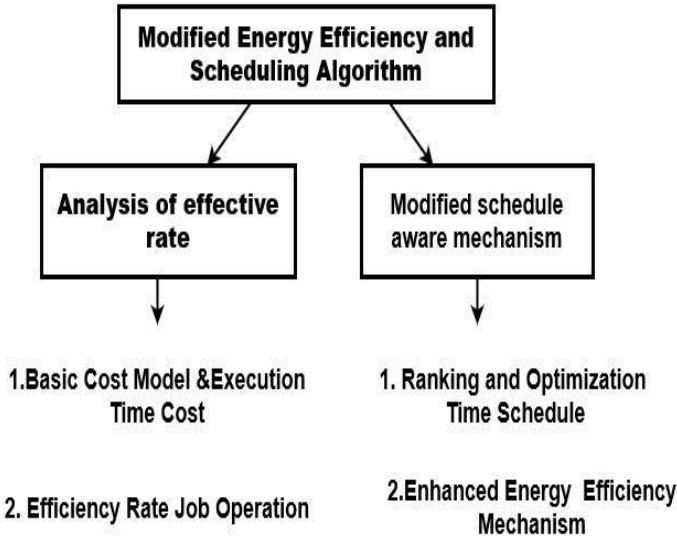 Modified Energy Efficiency and
Scheduling Algorithm
Analysis of effective
rate
Modified schedule
aware mechanism
1.Basic Cost Model &Execution
Time Cost
2. Efficiency Rate Job Operation
1. Ranking and Optimization
Time Schedule
2.Enhanced Energy Efficiency
Mechanism